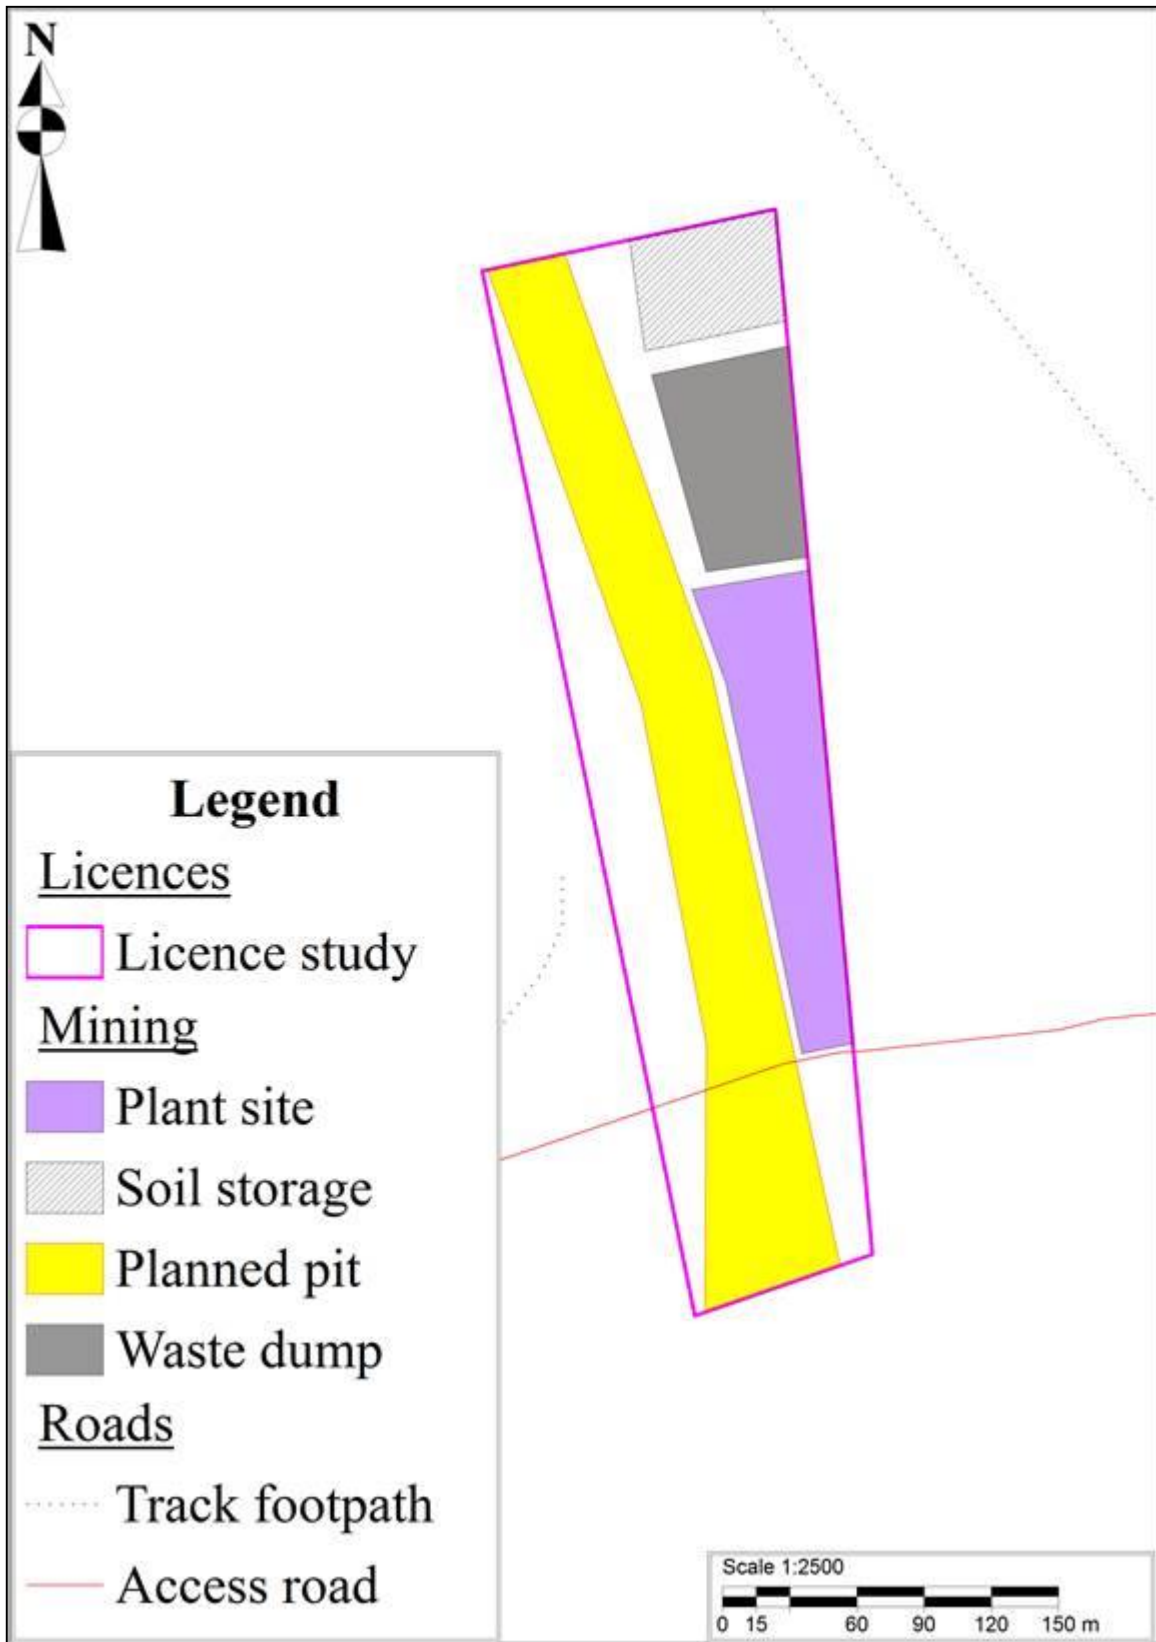 N
Legend
Licences
Licence study
Mining
Plant site
Soil storage
Planned pit
Waste dump
Roads
Track footpath
Access road
Scale 1:2500
0 15 60 90 120 150 m